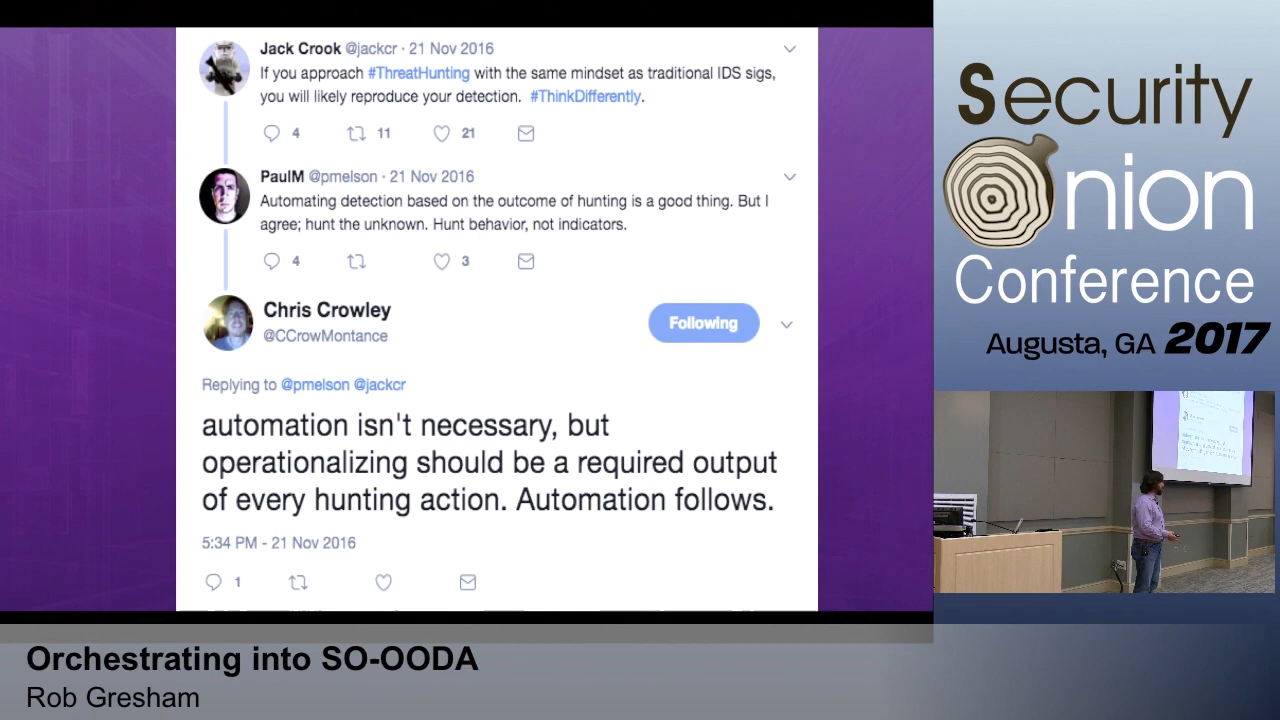 Jack Crook @jackcr · 21 Nov 2016
If you approach #ThreatHunting with the same mindset as traditional IDS sigs,
you will likely reproduce your detection. #ThinkDifferently.
4 11 21
PaulM @pmelson · 21 Nov 2016
Automating detection based on the outcome of hunting is a good thing. But I
agree; hunt the unknown. Hunt behavior, not indicators.
4 3
Chris Crowley
@CCrowMontance
Following
Replying to @pmelson @jackcr
automation isn't necessary, but
operationalizing should be a required output
of every hunting action. Automation follows.
5:34 PM - 21 Nov 2016
1
Security
Onion
Conference
Augusta, GA 2017
Orchestrating into SO-OODA
Rob Gresham